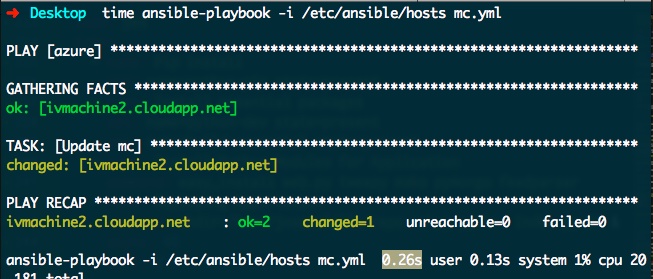 ➜ Desktop time ansible-playbook -i /etc/ansible/hosts mc.yml
PLAY [azure] ******************************************************************
GATHERING FACTS ***************************************************************
ok: [ivmachine2.cloudapp.net]
TASK: [Update mc] *************************************************************
changed: [ivmachine2.cloudapp.net]
PLAY RECAP ********************************************************************
ivmachine2.cloudapp.net : ok=2 changed=1 unreachable=0 failed=0
ansible-playbook -i /etc/ansible/hosts mc.yml 0.26s user 0.13s system 1% cpu 20
.181 total